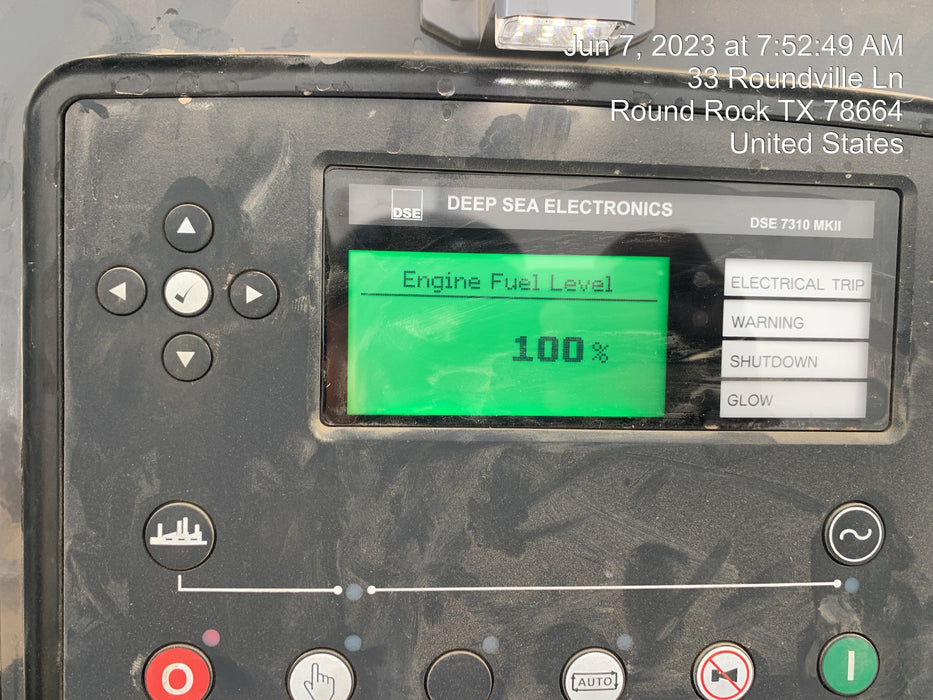 Jun 7, 2023 at 7:52:49 AM
33 Roundville Ln
Round Rock TX 78664
United States
DSE
DEEP SEA ELECTRONICS
DSE 7310 MKII
Engine Fuel Level
100%
ELECTRICAL TRIP
WARNING
SHUTDOWN
GLOW
O
AUTO
I